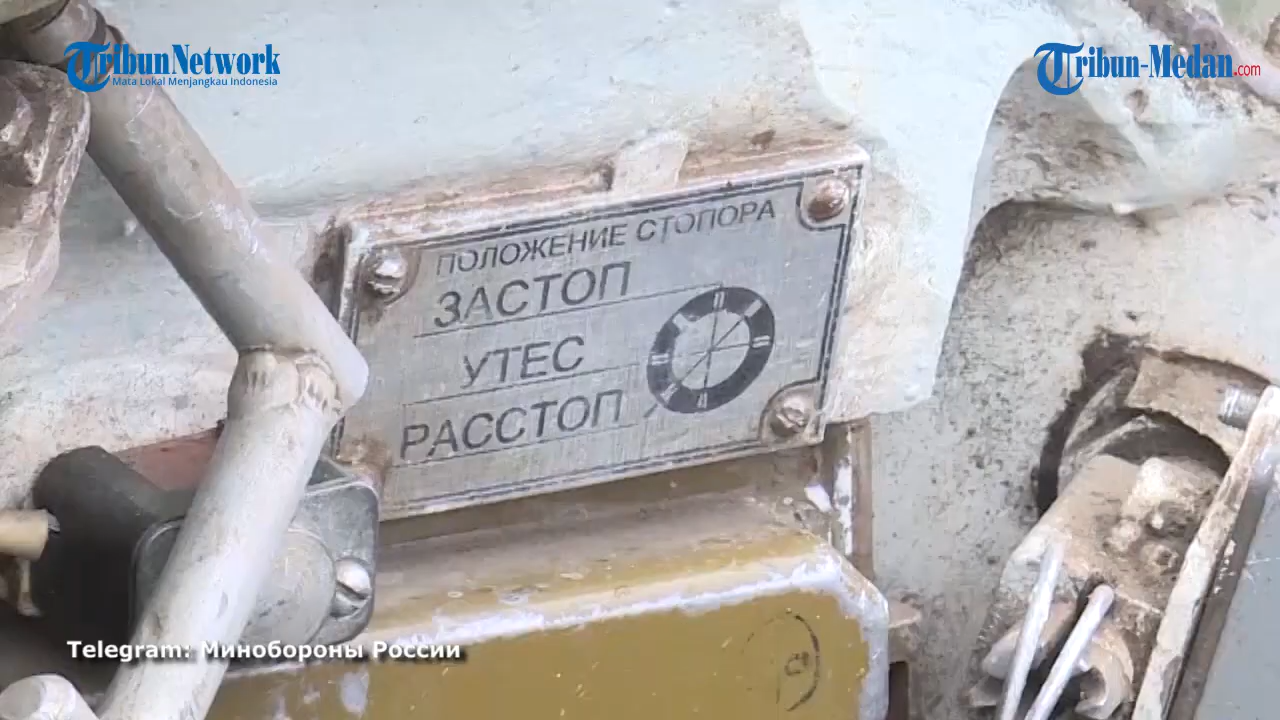 TribunNetwork
Mata Lokal Menjangkau Indonesia
Tribun-Medan.com
ПОЛОЖЕНИЕ СТОПОРА
ЗАСТОП
УТЕС
РАССТОП
Telegram: Минобороны России